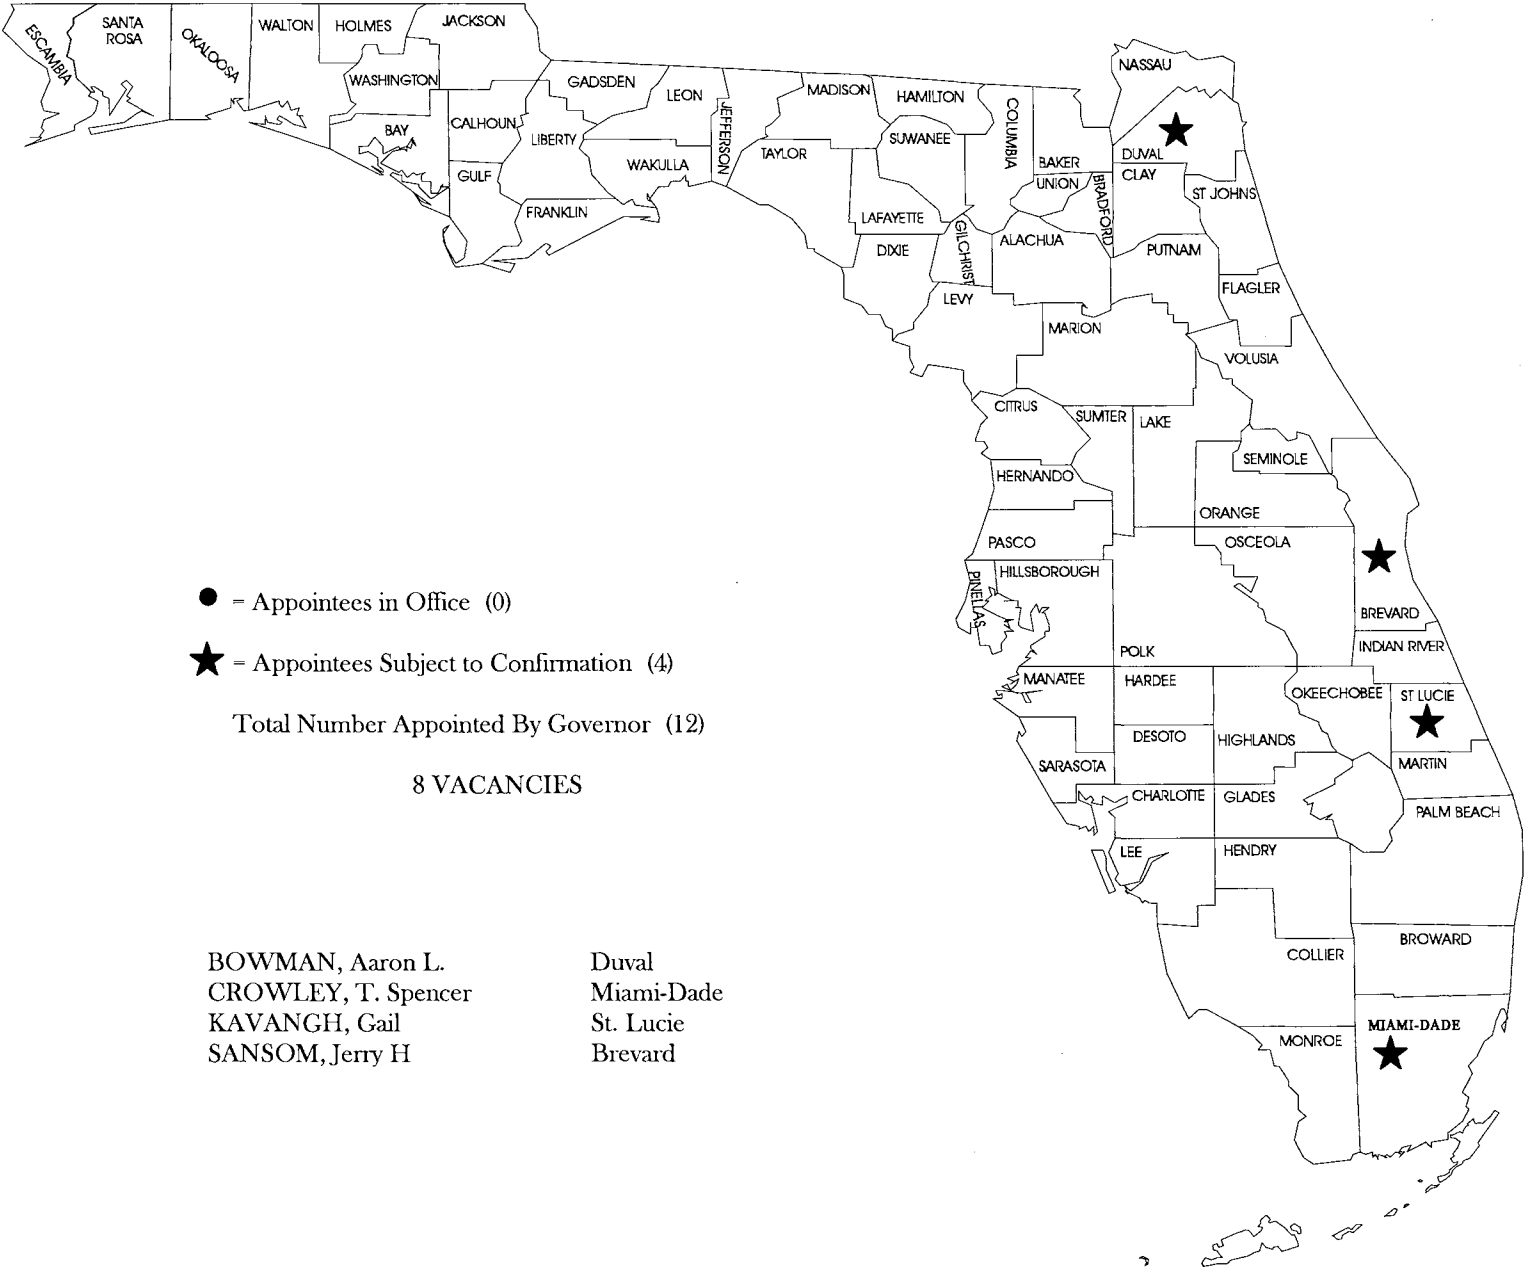 ESCAMBIA
SANTA
ROSA
OKALOOSA
WALTON
HOLMES
JACKSON
WASHINGTON
BAY
CALHOUN
GULF
GADSDEN
LIBERTY
FRANKLIN
LEON
WAKULLA
JEFFERSON
MADISON
TAYLOR
HAMILTON
SUWANEE
LAFAYETTE
DIXIE
COLUMBIA
GILCHRIST
LEVY
NASSAU
DUVAL
BAKER
UNION
BRADFORD
CLAY
ST JOHNS
ALACHUA
PUTNAM
FLAGLER
MARION
VOLUSIA
CITRUS
SUMTER
LAKE
SEMINOLE
HERNANDO
ORANGE
PASCO
OSCEOLA
PINELLAS
HILLSBOROUGH
POLK
BREVARD
INDIAN RIVER
MANATEE
HARDEE
OKEECHOBEE
ST LUCIE
DESOTO
HIGHLANDS
SARASOTA
MARTIN
CHARLOTTE
GLADES
PALM BEACH
LEE
HENDRY
COLLIER
BROWARD
MIAMI-DADE
MONROE
= Appointees in Office (0)
= Appointees Subject to Confirmation (4)
Total Number Appointed By Governor (12)
8 VACANCIES
BOWMAN, Aaron L. Duval
CROWLEY, T. Spencer Miami-Dade
KAVANGH, Gail St. Lucie
SANSOM, Jerry H Brevard